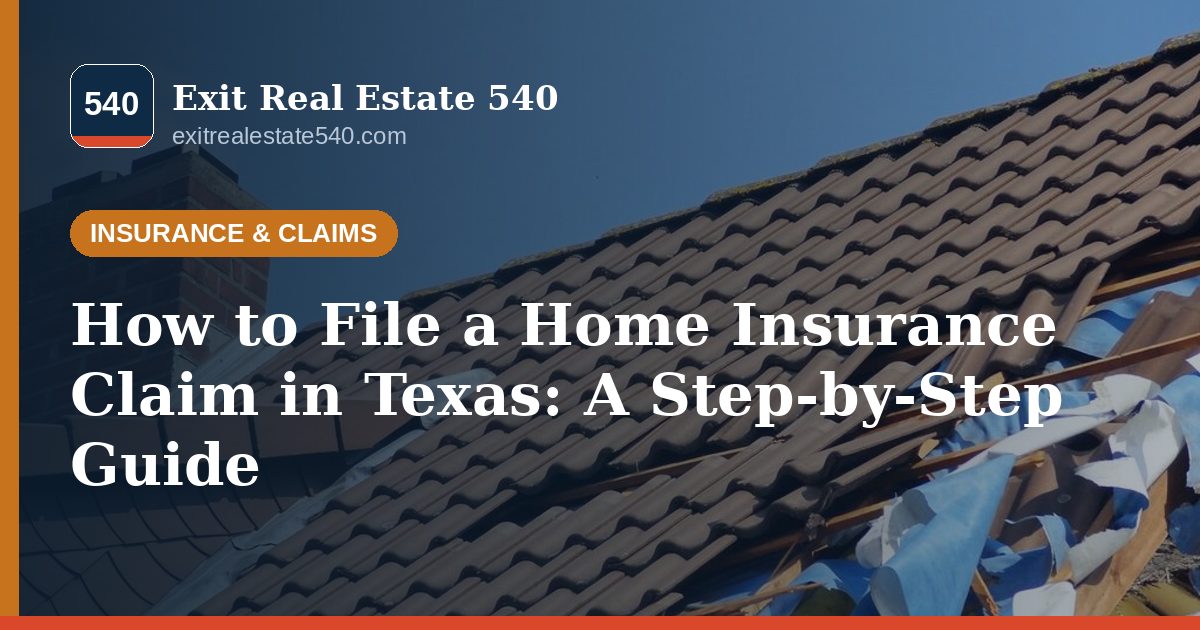 540
Exit Real Estate 540
exitrealestate540.com
INSURANCE & CLAIMS
How to File a Home Insurance
Claim in Texas: A Step-by-Step
Guide